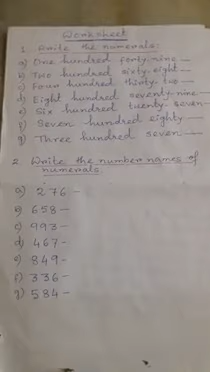 Worksheet
1. Write the numerals:
a) One hundred forty-nine —
b) Two hundred sixty-eight —
c) Four hundred thirty two —
d) Eight hundred seventy-nine —
e) Six hundred twenty seven —
f) Seven hundred eighty —
g) Three hundred seven —
2. Write the number names of
numerals.
a) 276 –
b) 658 –
c) 993 –
d) 467 –
e) 849 –
f) 336 –
g) 584 –